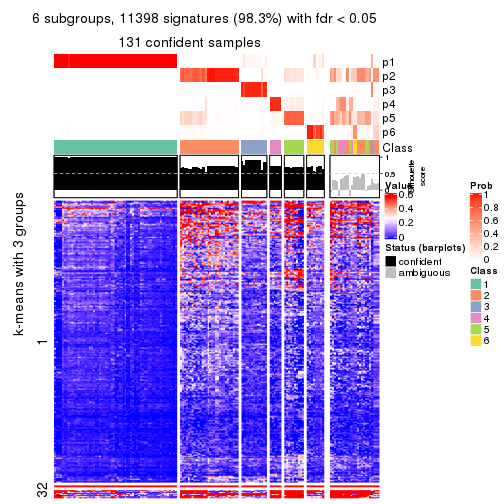 6 subgroups, 11398 signatures (98.3%) with fdr < 0.05
131 confident samples
p1
p2
p3
p4
p5
p6
Class
1
0.5
0
Silhouette
score
k-means with 3 groups
1
32
Value
0.6
0.4
0.2
0
Status (barplots)
confident
ambiguous
Prob
1
0.8
0.6
0.4
0.2
0
Class
1
2
3
4
5
6